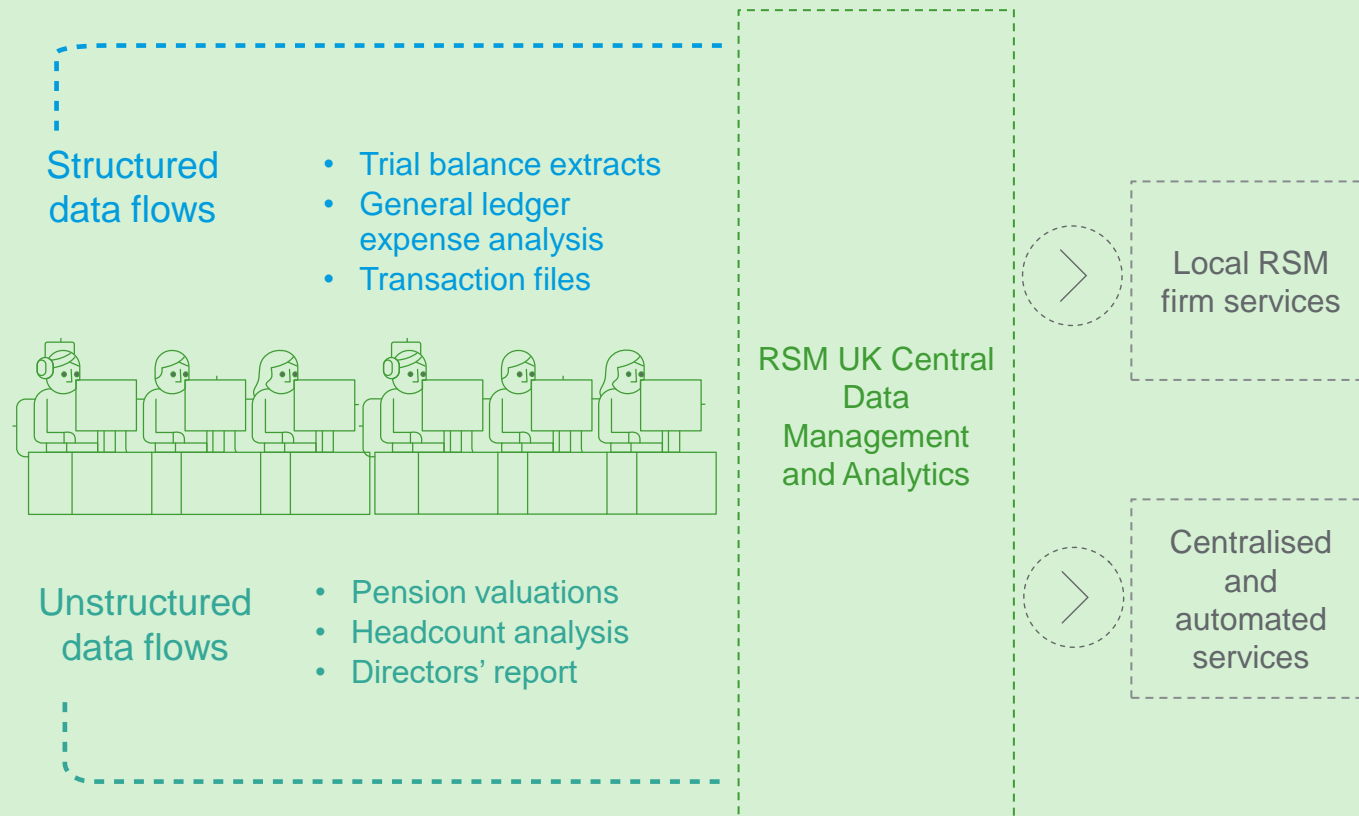 Structured
data flows
• Trial balance extracts
• General ledger
expense analysis
• Transaction files
RSM UK Central
Data
Management
and Analytics
Local RSM
firm services
Unstructured
data flows
• Pension valuations
• Headcount analysis
• Directors’ report
Centralised
and
automated
services